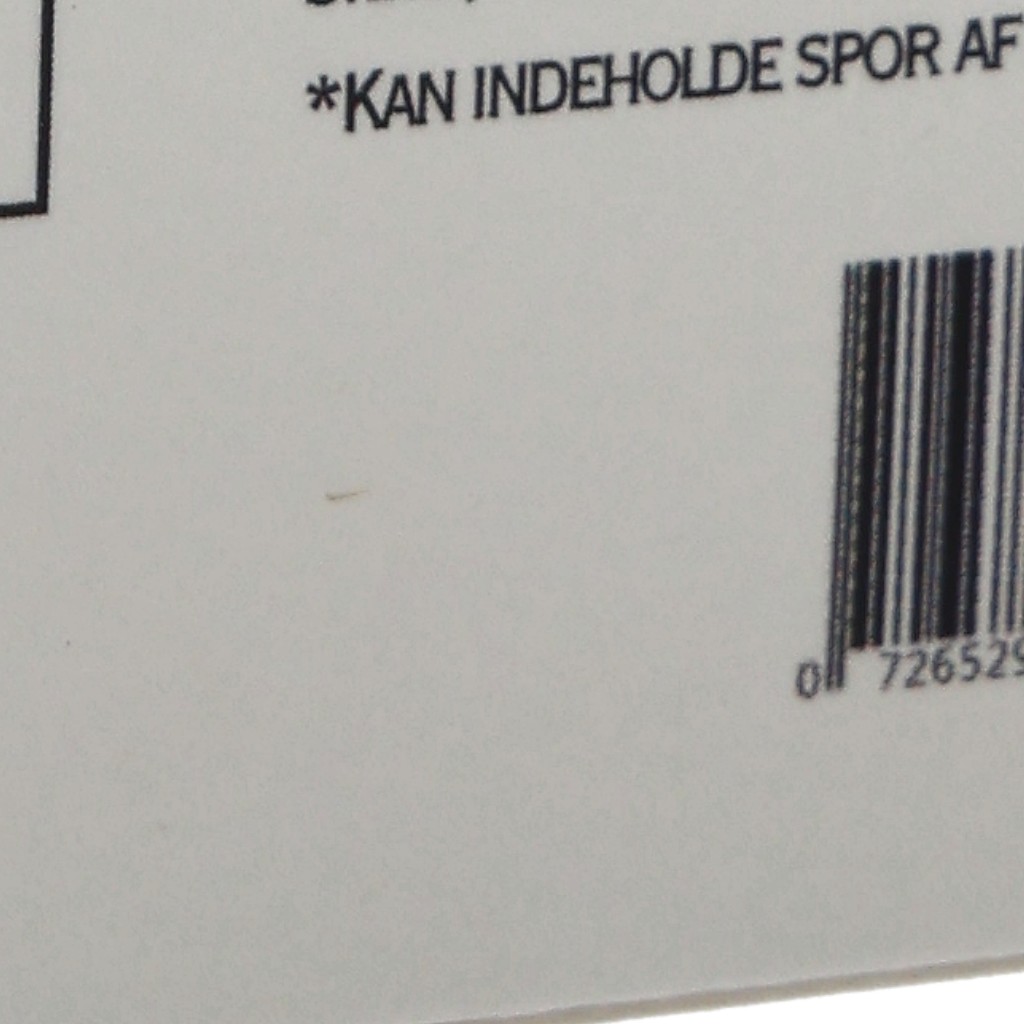 *KAN INDEHOLDE SPOR AF
0 726529